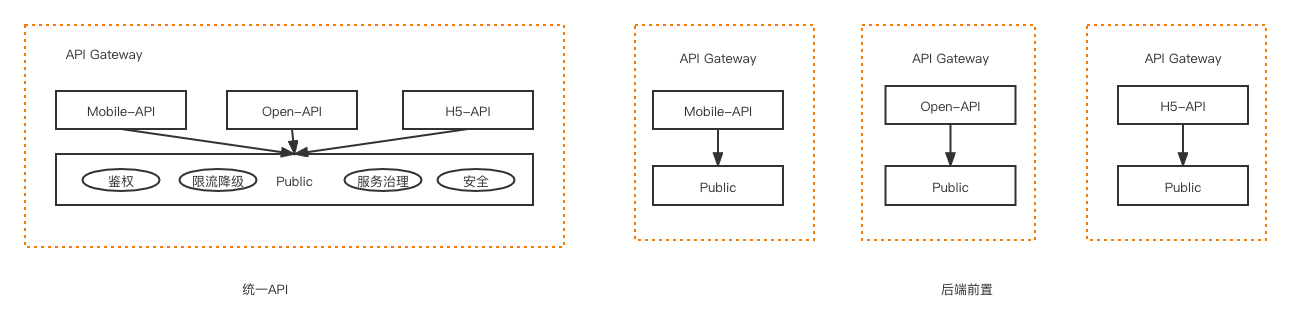 API Gateway
Mobile-API
Open-API
H5-API
鉴权
限流降级
Public
服务治理
安全
统一API
API Gateway
Mobile-API
Public
API Gateway
Open-API
Public
API Gateway
H5-API
Public
后端前置